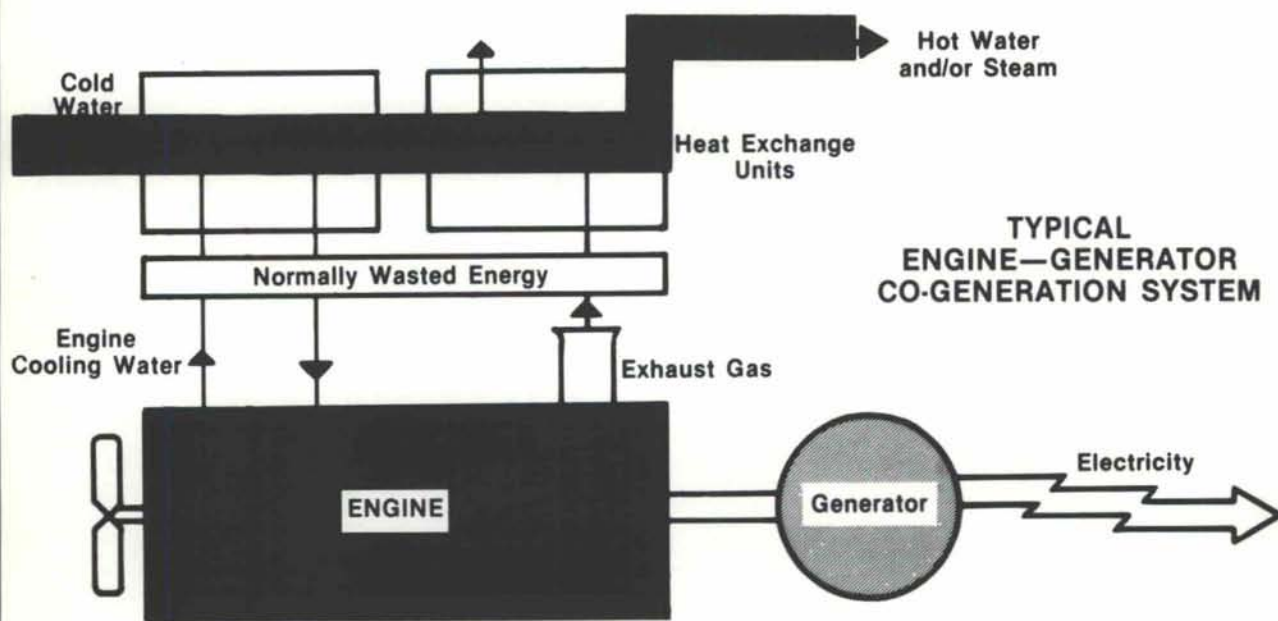 Cold
Water
Hot Water
and/or Steam
Heat Exchange
Units
TYPICAL
ENGINE—GENERATOR
CO-GENERATION SYSTEM
Normally Wasted Energy
Engine
Cooling Water
Exhaust Gas
ENGINE
Generator
Electricity